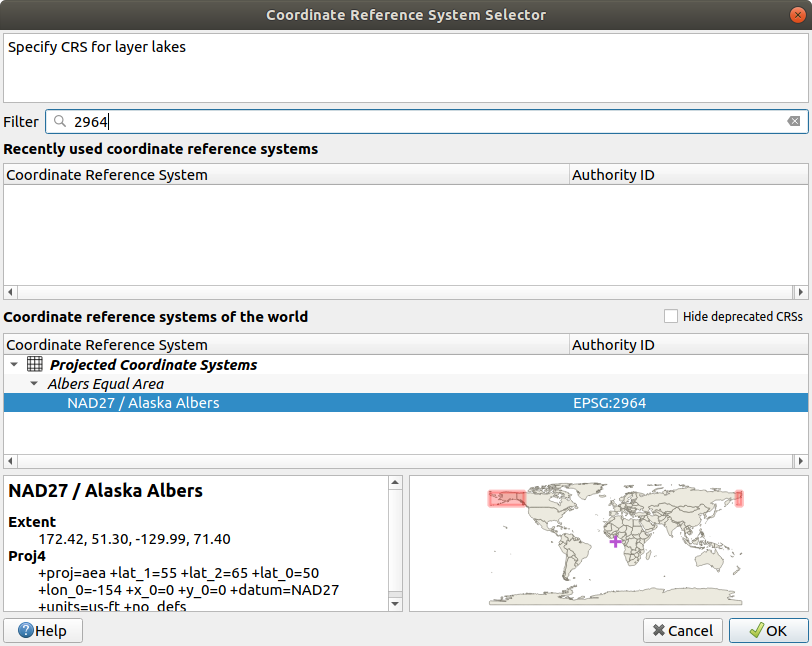 Coordinate Reference System Selector
Specify CRS for layer lakes
Filter 2964
Recently used coordinate reference systems
Coordinate Reference System Authority ID
Coordinate reference systems of the world Hide deprecated CRSs
Coordinate Reference System Authority ID
Projected Coordinate Systems
Albers Equal Area
NAD27 / Alaska Albers EPSG:2964
NAD27 / Alaska Albers
Extent
172.42, 51.30, -129.99, 71.40
Proj4
+proj=aea +lat_1=55 +lat_2=65 +lat_0=50
+lon_0=-154 +x_0=0 +y_0=0 +datum=NAD27
+units=us-ft +no_defs
Help Cancel OK